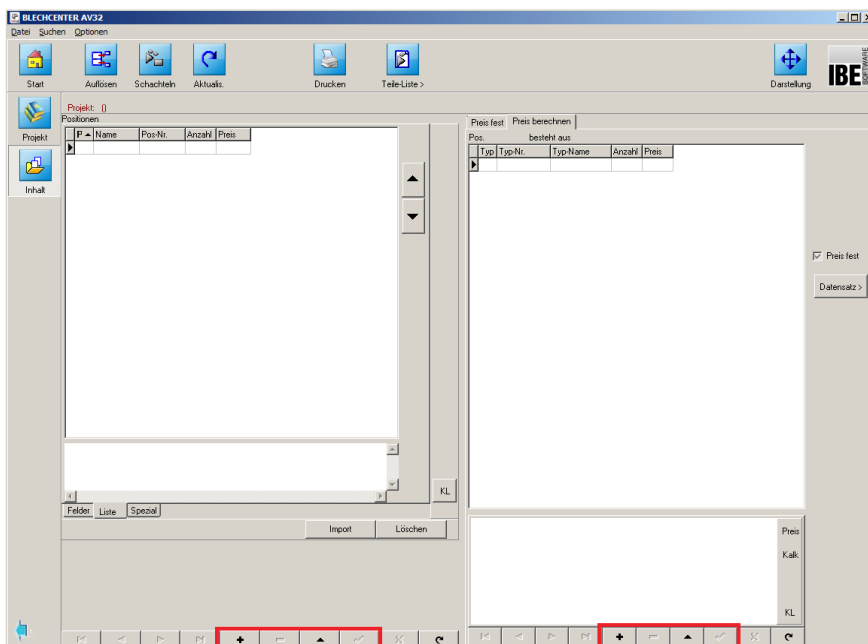 BLECHCENTER AV32
Datei Suchen Optionen
Start Auflösen Schachteln Aktualis. Drucken Teile-Liste > Darstellung
IBE SOFTWARE
Projekt
Inhalt
Projekt: ()
Positionen
P Name Pos-Nr. Anzahl Preis
KL
Felder Liste Spezial
Import Löschen
Preis fest Preis berechnen
Pos. besteht aus
Typ Typ-Nr. Typ-Name Anzahl Preis
Preis fest
Datensatz >
Preis
Kalk
KL